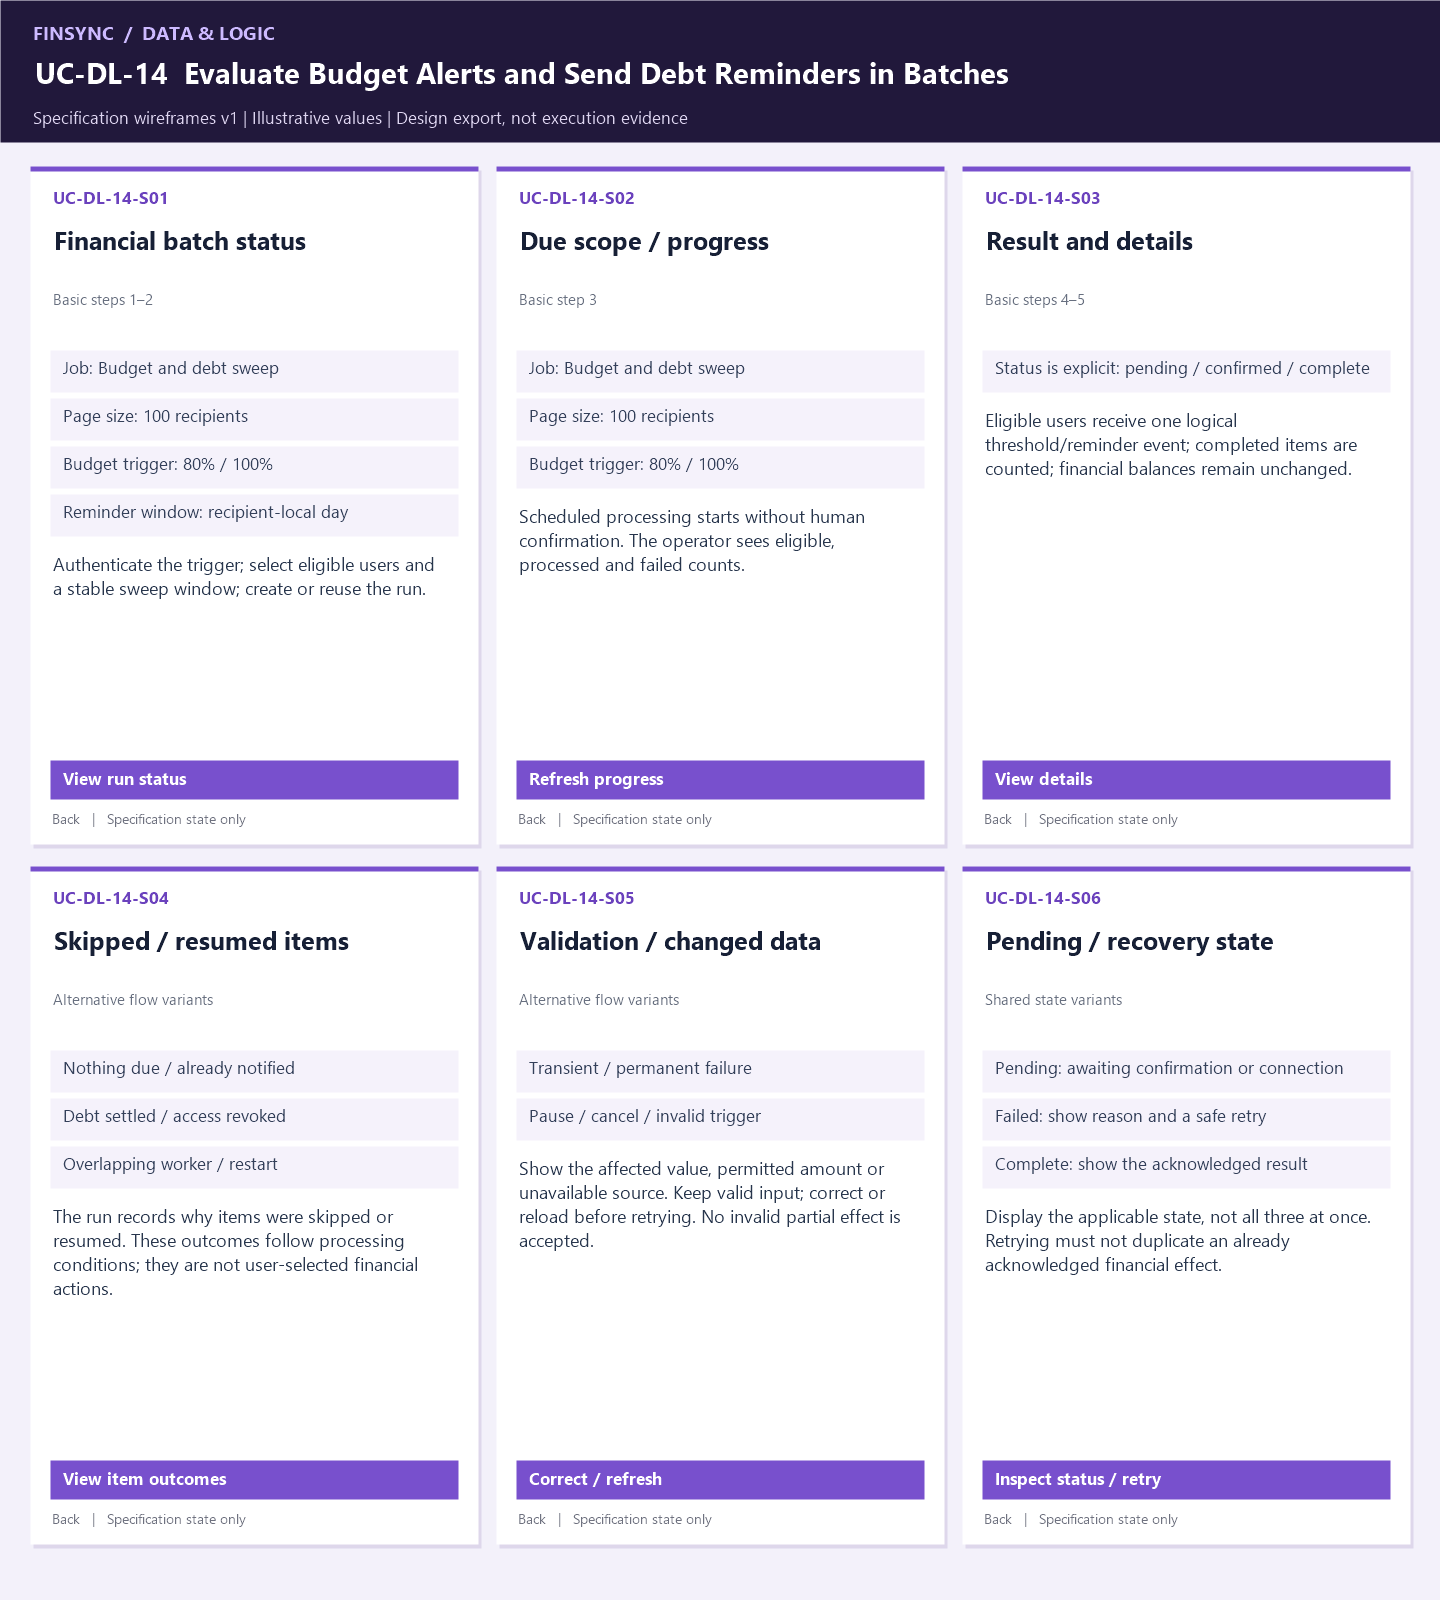 FINSYNC / DATA & LOGIC
UC-DL-14 Evaluate Budget Alerts and Send Debt Reminders in Batches
Specification wireframes v1 | Illustrative values | Design export, not execution evidence
UC-DL-14-S01
Financial batch status
Basic steps 1–2
Job: Budget and debt sweep
Page size: 100 recipients
Budget trigger: 80% / 100%
Reminder window: recipient-local day
Authenticate the trigger; select eligible users and
a stable sweep window; create or reuse the run.
View run status
Back | Specification state only
UC-DL-14-S02
Due scope / progress
Basic step 3
Job: Budget and debt sweep
Page size: 100 recipients
Budget trigger: 80% / 100%
Scheduled processing starts without human
confirmation. The operator sees eligible,
processed and failed counts.
Refresh progress
Back | Specification state only
UC-DL-14-S03
Result and details
Basic steps 4–5
Status is explicit: pending / confirmed / complete
Eligible users receive one logical
threshold/reminder event; completed items are
counted; financial balances remain unchanged.
View details
Back | Specification state only
UC-DL-14-S04
Skipped / resumed items
Alternative flow variants
Nothing due / already notified
Debt settled / access revoked
Overlapping worker / restart
The run records why items were skipped or
resumed. These outcomes follow processing
conditions; they are not user-selected financial
actions.
View item outcomes
Back | Specification state only
UC-DL-14-S05
Validation / changed data
Alternative flow variants
Transient / permanent failure
Pause / cancel / invalid trigger
Show the affected value, permitted amount or
unavailable source. Keep valid input; correct or
reload before retrying. No invalid partial effect is
accepted.
Correct / refresh
Back | Specification state only
UC-DL-14-S06
Pending / recovery state
Shared state variants
Pending: awaiting confirmation or connection
Failed: show reason and a safe retry
Complete: show the acknowledged result
Display the applicable state, not all three at once.
Retrying must not duplicate an already
acknowledged financial effect.
Inspect status / retry
Back | Specification state only